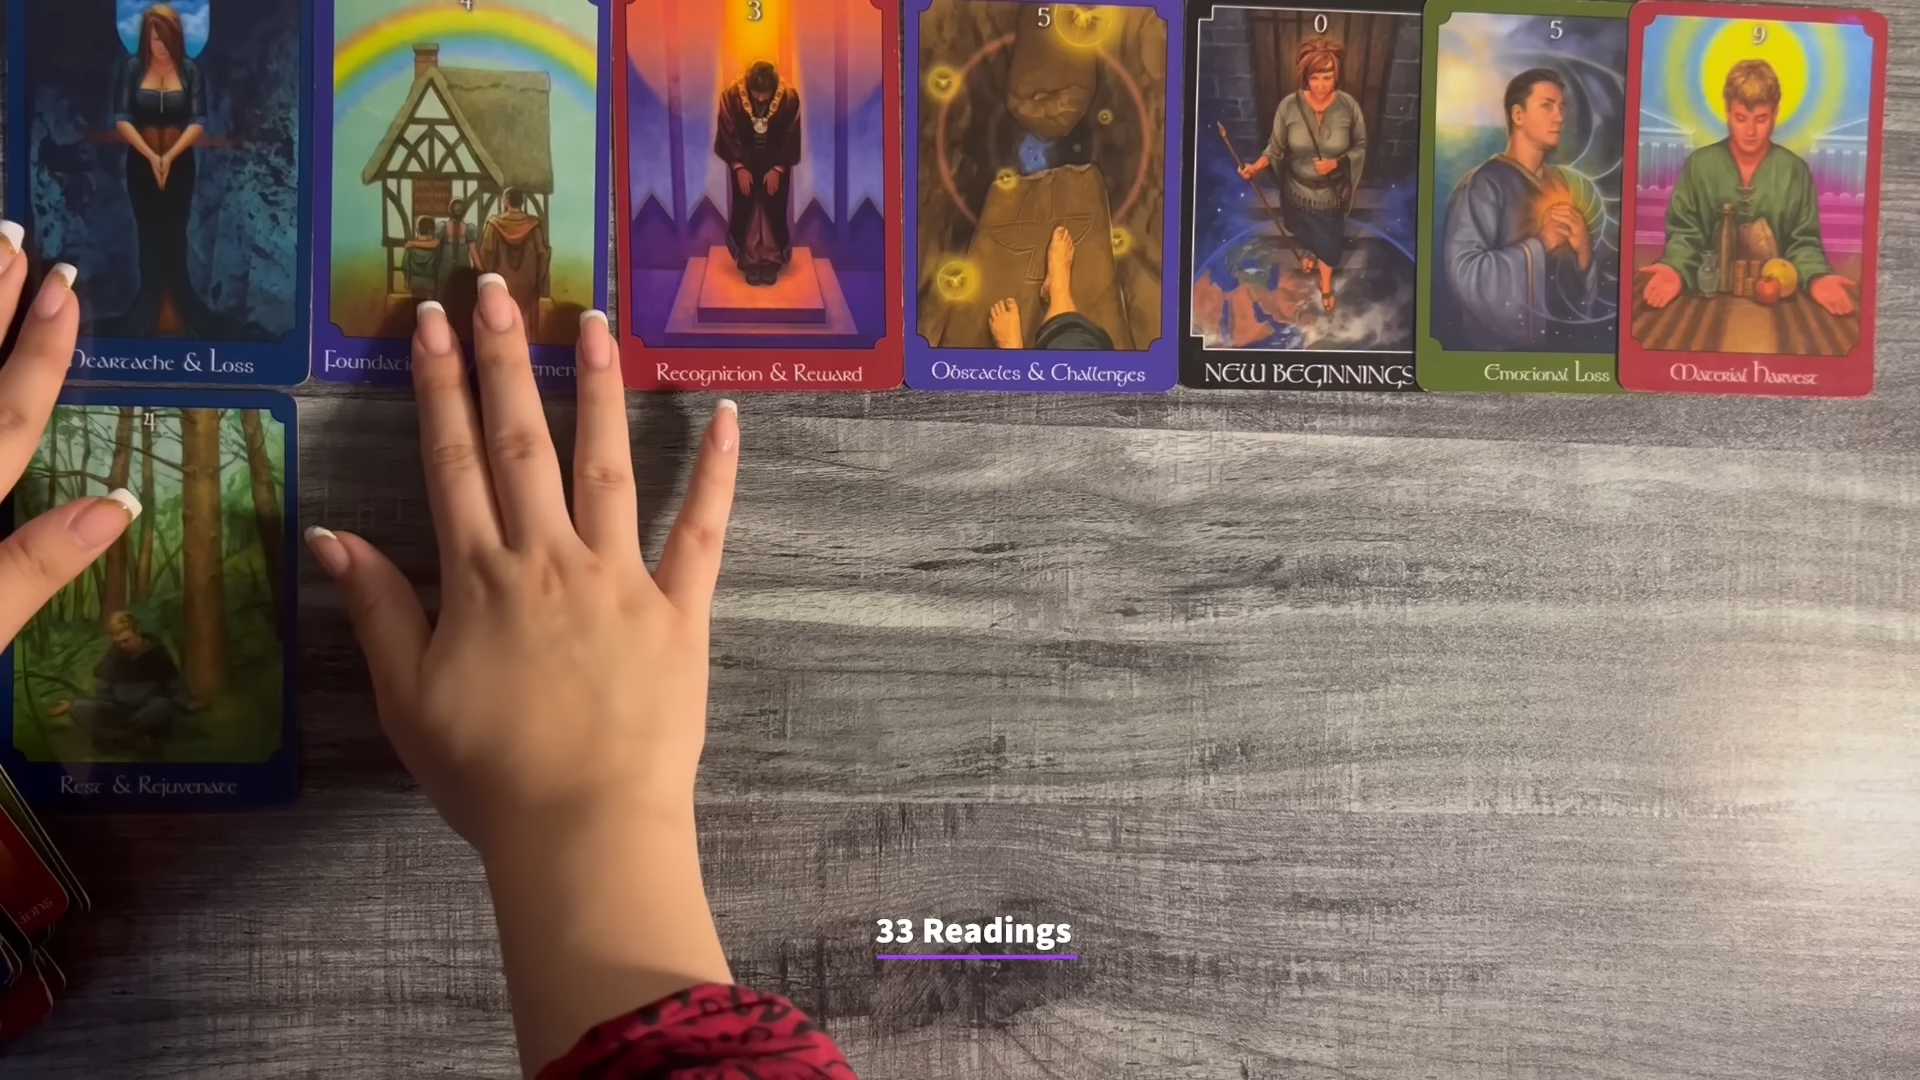 4
3
5
0
5
9
Heartache & Loss
Recognition & Reward
Obstacles & Challenges
NEW BEGINNINGS
Emotional Loss
Material Harvest
4
Rest & Rejuvenate
33 Readings